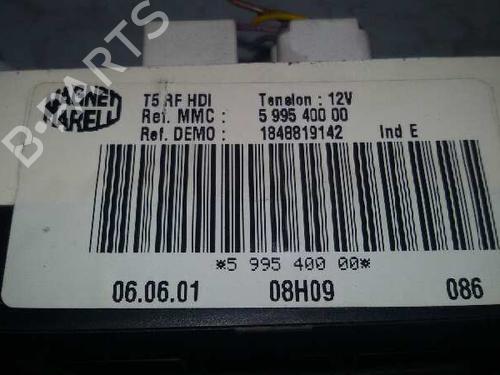 MAGNETI
MARELLI
T5 RF HDI Tension : 12V
Ref. MMC : 5 995 400 00
Ref. DEMO : 1848819142 Ind E
*5 995 400 00*
06.06.01 08H09 086
B-PARTS